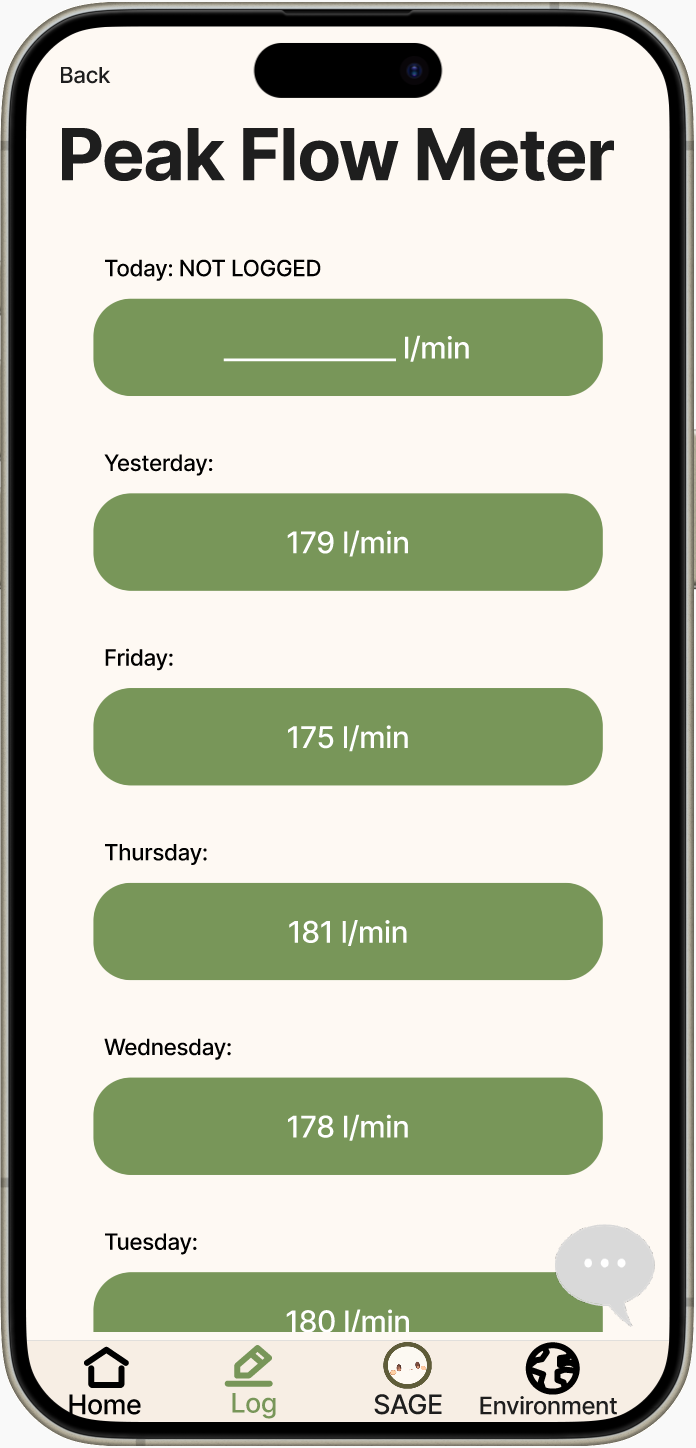 Back
Peak Flow Meter
Today: NOT LOGGED
____________ l/min
Yesterday:
179 l/min
Friday:
175 l/min
Thursday:
181 l/min
Wednesday:
178 l/min
Tuesday:
180 l/min
Home Log SAGE Environment